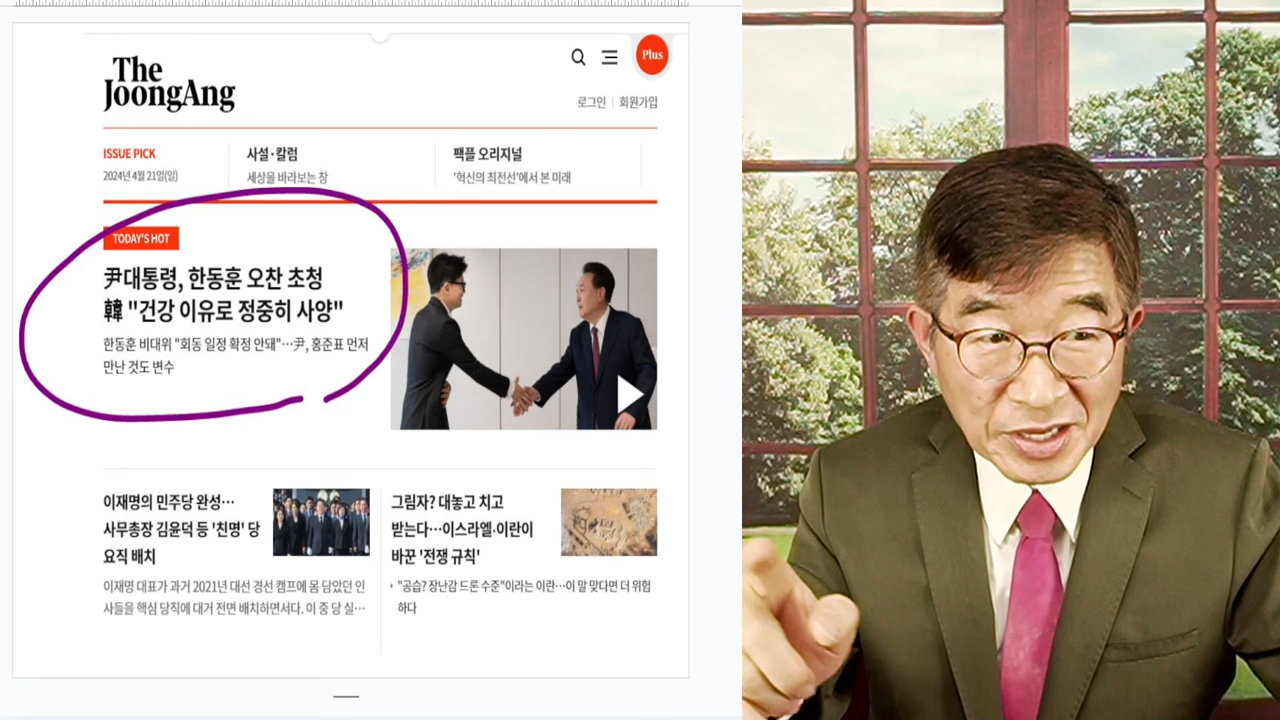 The
JoongAng
Plus
로그인 | 회원가입
ISSUE PICK
2024년 4월 21일(일)
사설·칼럼
세상을 바라보는 창
팩플 오리지널
'혁신의 최전선'에서 본 미래
TODAY'S HOT
尹대통령, 한동훈 오찬 초청
韓 "건강 이유로 정중히 사양"
한동훈 비대위 "회동 일정 확정 안돼"…尹, 홍준표 먼저
만난 것도 변수
이재명의 민주당 완성…
사무총장 김윤덕 등 '친명' 당
요직 배치
이재명 대표가 과거 2021년 대선 경선 캠프에 몸 담았던 인
사들을 핵심 당직에 대거 전면 배치하면서다. 이 중 당 실…
그림자? 대놓고 치고
받는다…이스라엘·이란이
바꾼 '전쟁 규칙'
"공습? 장난감 드론 수준"이라는 이란…이 말 맞다면 더 위험
하다